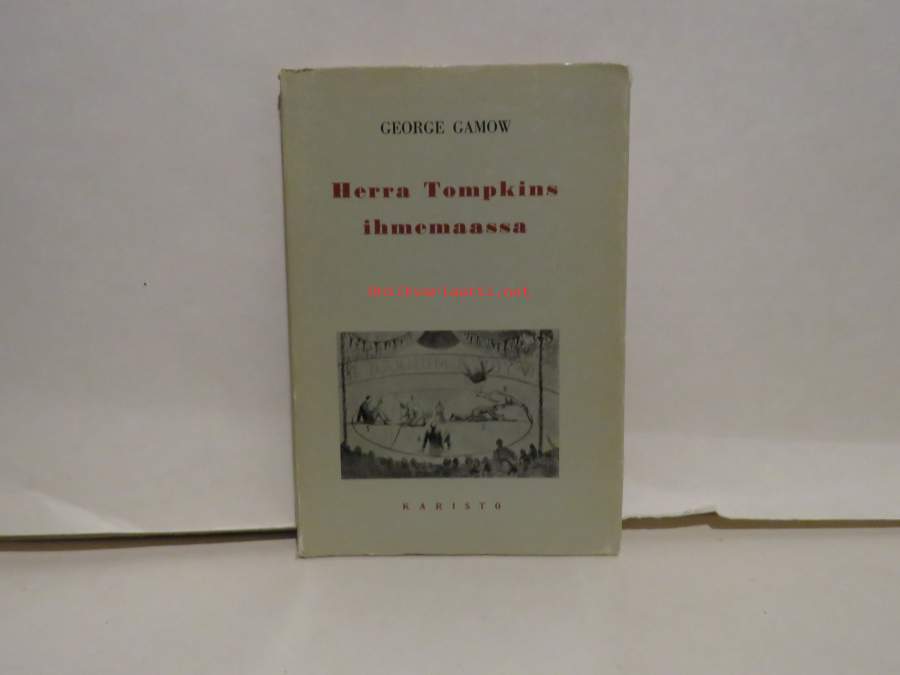 GEORGE GAMOW
Herra Tompkins
ihmemaassa
KARISTO